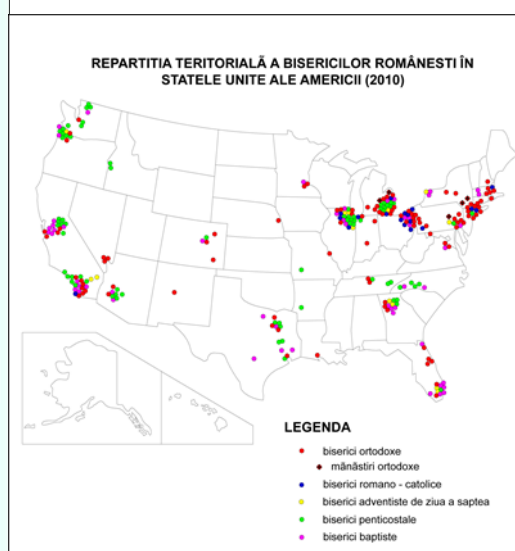 REPARTITIA TERITORIALĂ A BISERICILOR ROMÂNESTI ÎN
STATELE UNITE ALE AMERICII (2010)
LEGENDA
biserici ortodoxe
mânăstiri ortodoxe
biserici romano - catolice
biserici adventiste de ziua a saptea
biserici penticostale
biserici baptiste